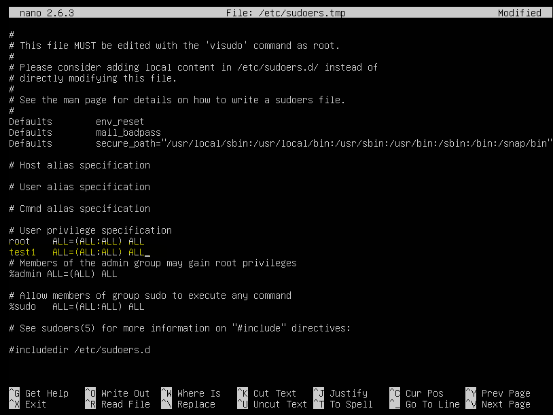 nano 2.6.3 File: /etc/sudoers.tmp Modified
#
# This file MUST be edited with the 'visudo' command as root.
#
# Please consider adding local content in /etc/sudoers.d/ instead of
# directly modifying this file.
#
# See the man page for details on how to write a sudoers file.
#
Defaults env_reset
Defaults mail_badpass
Defaults secure_path="/usr/local/sbin:/usr/local/bin:/usr/sbin:/usr/bin:/sbin:/bin:/snap/bin"
# Host alias specification
# User alias specification
# Cmnd alias specification
# User privilege specification
root ALL=(ALL:ALL) ALL
test1 ALL=(ALL:ALL) ALL
# Members of the admin group may gain root privileges
%admin ALL=(ALL) ALL
# Allow members of group sudo to execute any command
%sudo ALL=(ALL:ALL) ALL
# See sudoers(5) for more information on "#include" directives:
#includedir /etc/sudoers.d
^G Get Help ^O Write Out ^W Where Is ^K Cut Text ^J Justify ^C Cur Pos ^Y Prev Page
^X Exit ^R Read File ^\ Replace ^U Uncut Text ^T To Spell ^_ Go To Line ^V Next Page